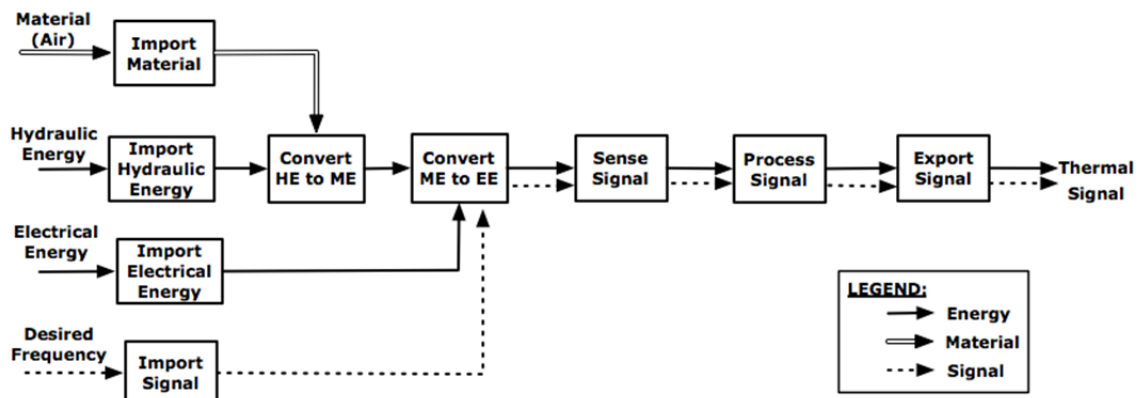 Material
(Air)
Import
Material
Hydraulic
Energy
Import
Hydraulic
Energy
Convert
HE to ME
Convert
ME to EE
Sense
Signal
Process
Signal
Export
Signal
Thermal
Signal
Electrical
Energy
Import
Electrical
Energy
Desired
Frequency
Import
Signal
LEGEND:
Energy
Material
Signal